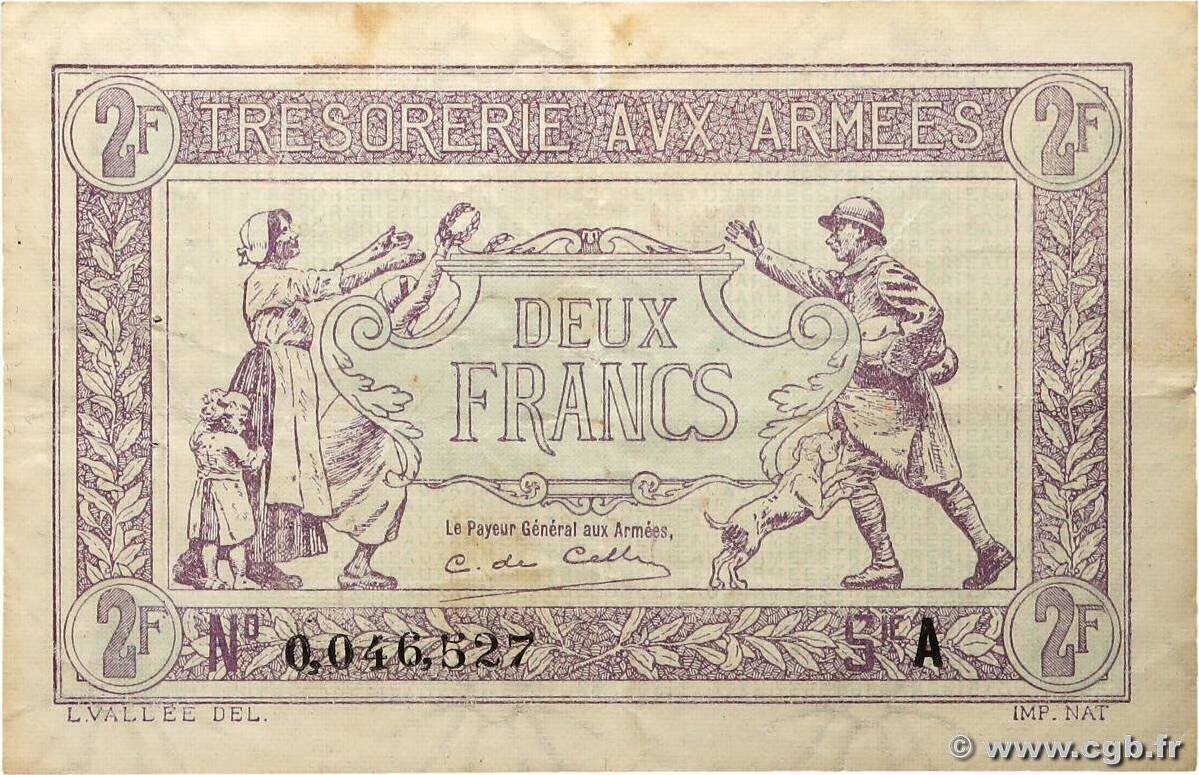 2F TRESORERIE AVX ARMEES 2F
DEUX
FRANCS
Le Payeur Général aux Armées,
2F No 0,046,527 SIE A 2F
L.VALLÉE DEL. IMP. NAT
© www.cgb.fr